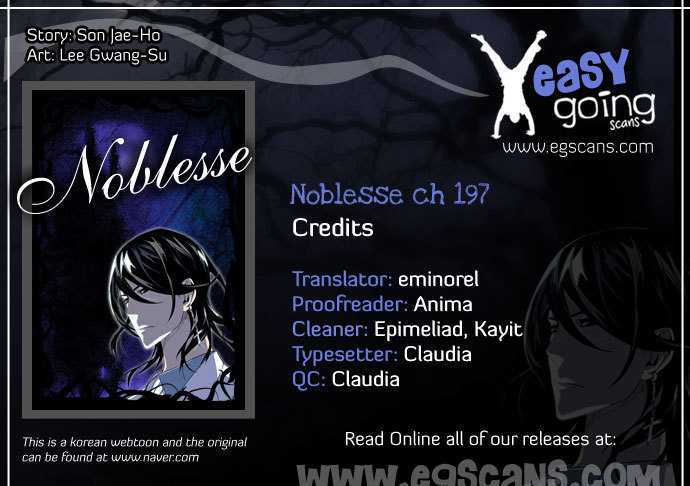 Story: Son Jae-Ho
Art: Lee Gwang-Su
easy
going
scans
www.egscans.com
Noblesse
Noblesse ch 197
Credits
Translator: eminorel
Proofreader: Anima
Cleaner: Epimeliad, Kayit
Typesetter: Claudia
QC: Claudia
This is a korean webtoon and the original
can be found at www.naver.com
Read Online all of our releases at:
www.egscans.com